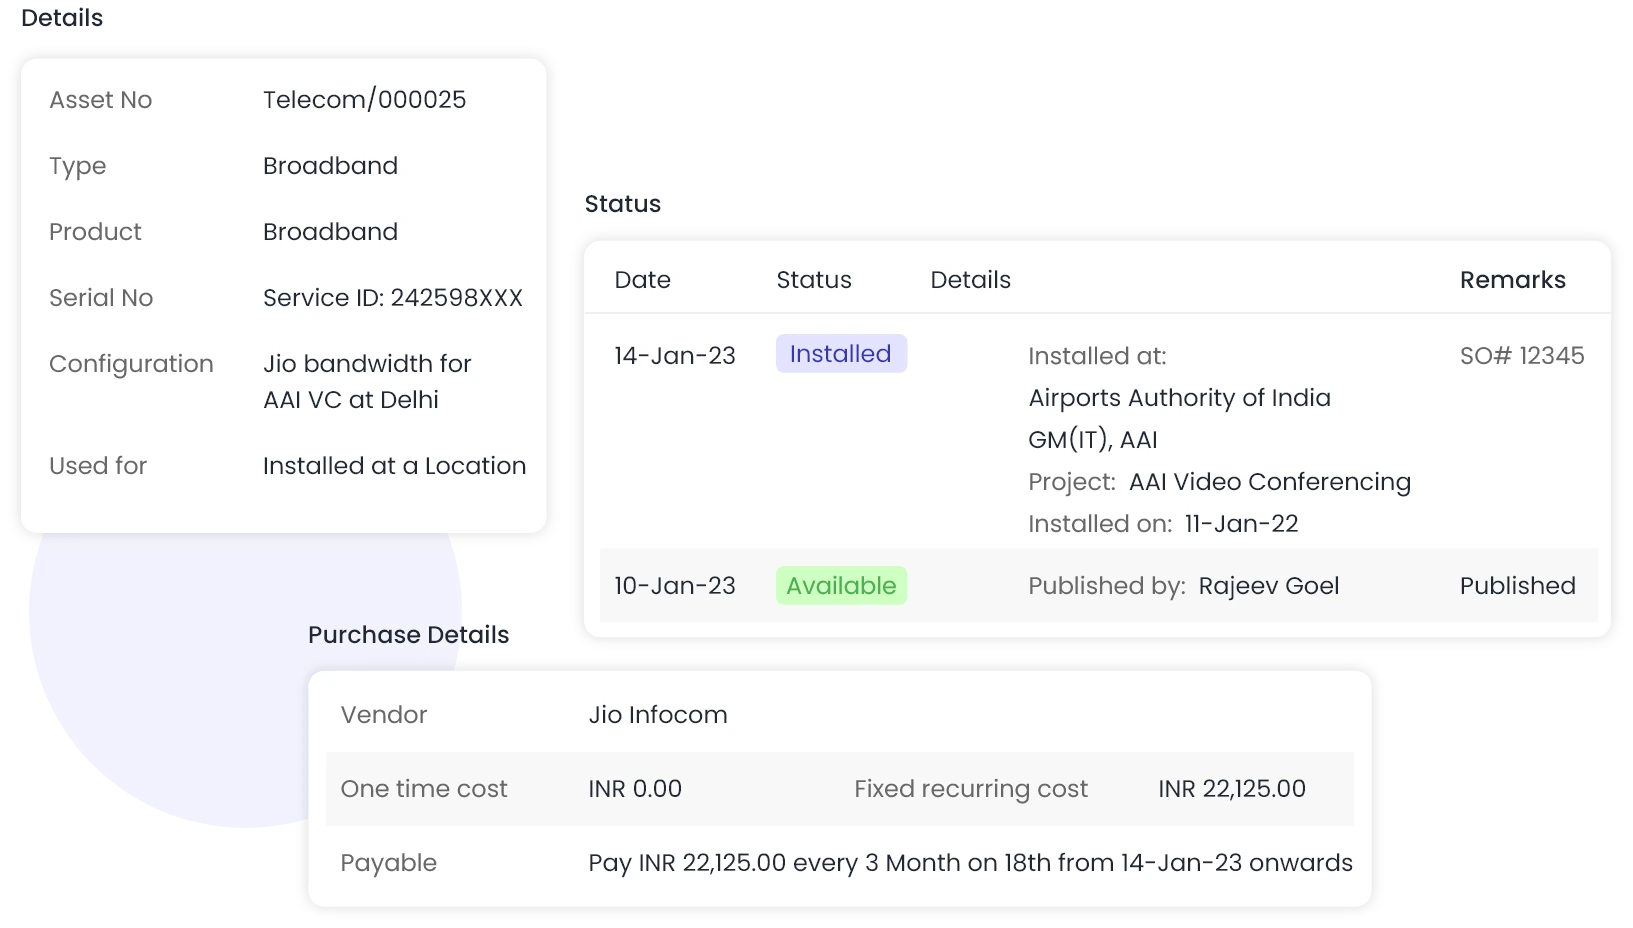 Details
Asset No Telecom/000025
Type Broadband
Product Broadband
Serial No Service ID: 242598XXX
Configuration Jio bandwidth for
AAI VC at Delhi
Used for Installed at a Location
Status
Date Status Details Remarks
14-Jan-23 Installed Installed at: SO# 12345
Airports Authority of India
GM(IT), AAI
Project: AAI Video Conferencing
Installed on: 11-Jan-22
10-Jan-23 Available Published by: Rajeev Goel Published
Purchase Details
Vendor Jio Infocom
One time cost INR 0.00 Fixed recurring cost INR 22,125.00
Payable Pay INR 22,125.00 every 3 Month on 18th from 14-Jan-23 onwards